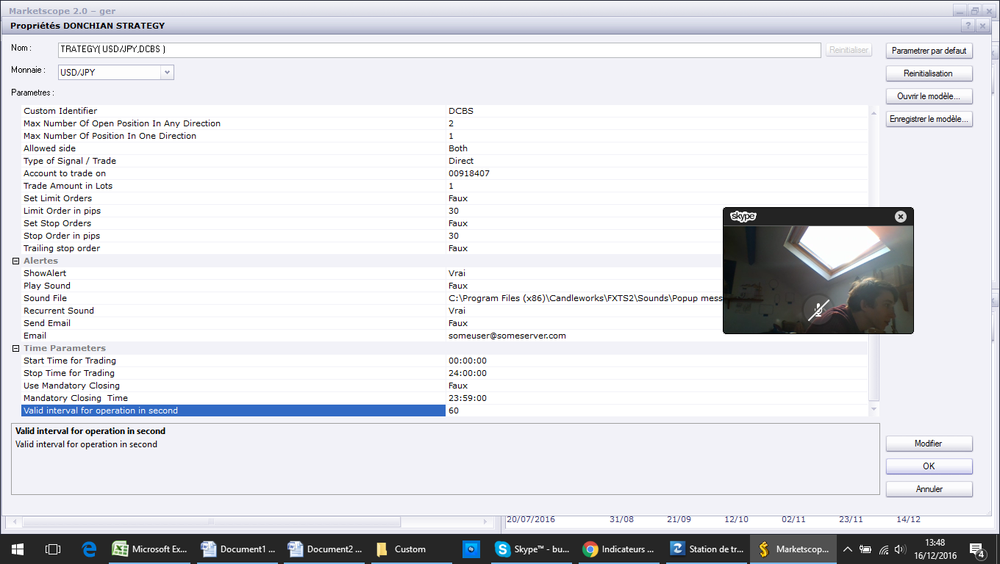 Marketscope 2.0 - ger
Propriétés DONCHIAN STRATEGY
Nom :
TRATEGY( USD/JPY,DCBS )
Reinitialiser
Parametrer par defaut
Monnaie :
USD/JPY
Reinitialisation
Parametres :
Ouvrir le modèle...
Enregistrer le modèle...
Custom Identifier DCBS
Max Number Of Open Position In Any Direction 2
Max Number Of Position In One Direction 1
Allowed side Both
Type of Signal / Trade Direct
Account to trade on 00918407
Trade Amount in Lots 1
Set Limit Orders Faux
Limit Order in pips 30
Set Stop Orders Faux
Stop Order in pips 30
Trailing stop order Faux
Alertes
ShowAlert Vrai
Play Sound Faux
Sound File C:\Program Files (x86)\Candleworks\FXTS2\Sounds\Popup mess
Recurrent Sound Vrai
Send Email Faux
Email someuser@someserver.com
Time Parameters
Start Time for Trading 00:00:00
Stop Time for Trading 24:00:00
Use Mandatory Closing Faux
Mandatory Closing  Time 23:59:00
Valid interval for operation in second 60
skype
Valid interval for operation in second
Valid interval for operation in second
Modifier
OK
Annuler
20/07/2016 31/08 21/09 12/10 02/11 23/11 14/12
Microsoft Ex...
Document1 ...
Document2 ...
Custom
Skype™ - bu...
Indicateurs ...
Station de tr...
Marketscop...
13:48
16/12/2016
4